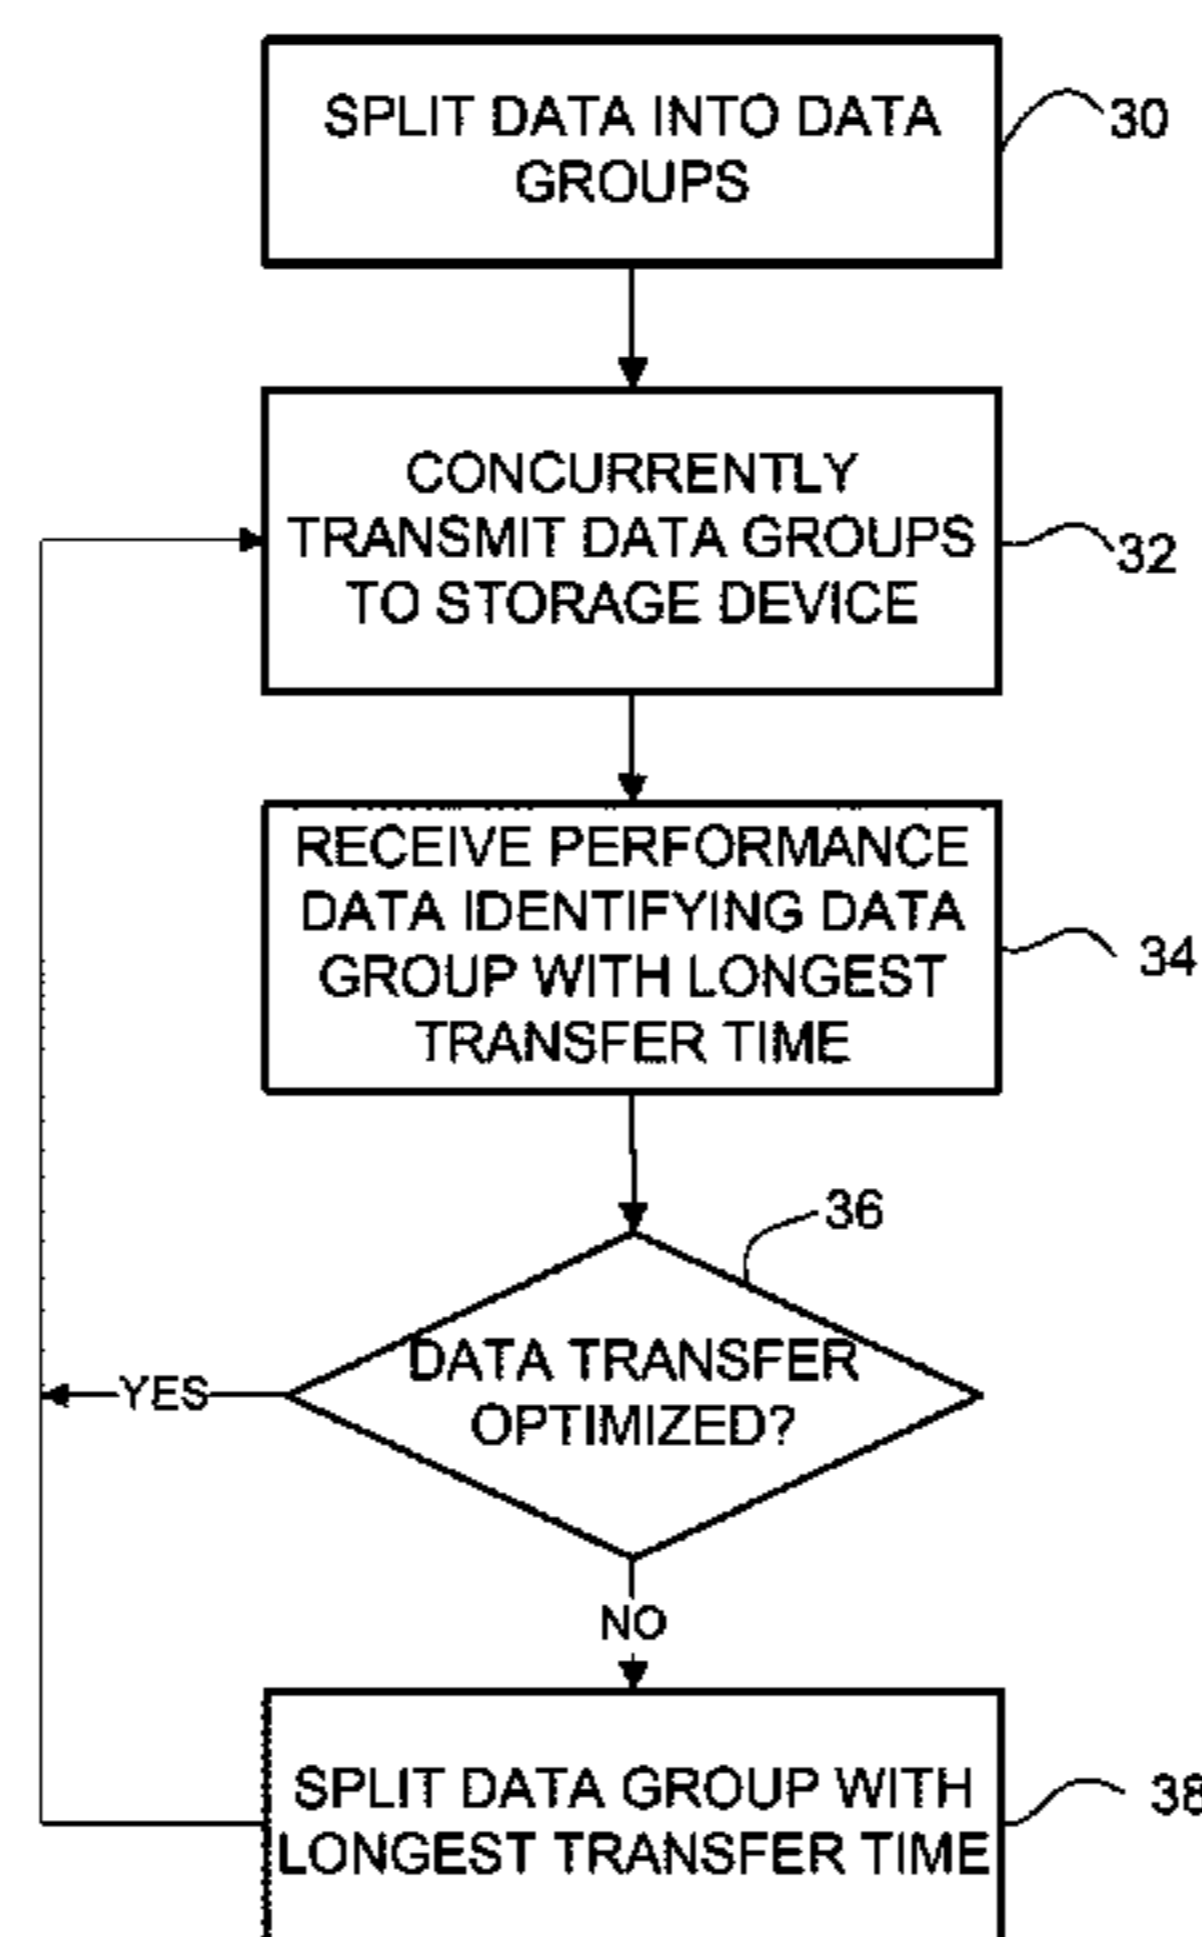 SPLIT DATA INTO DATA
GROUPS
30
CONCURRENTLY
TRANSMIT DATA GROUPS
TO STORAGE DEVICE
32
RECEIVE PERFORMANCE
DATA IDENTIFYING DATA
GROUP WITH LONGEST
TRANSFER TIME
34
36
DATA TRANSFER
OPTIMIZED?
YES
NO
SPLIT DATA GROUP WITH
LONGEST TRANSFER TIME
38